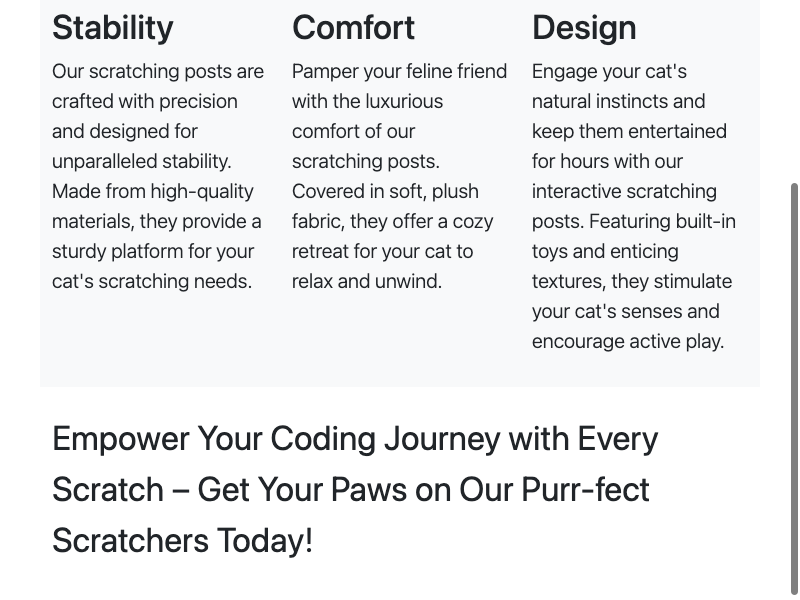 Stability
Our scratching posts are
crafted with precision
and designed for
unparalleled stability.
Made from high-quality
materials, they provide a
sturdy platform for your
cat's scratching needs.
Comfort
Pamper your feline friend
with the luxurious
comfort of our
scratching posts.
Covered in soft, plush
fabric, they offer a cozy
retreat for your cat to
relax and unwind.
Design
Engage your cat's
natural instincts and
keep them entertained
for hours with our
interactive scratching
posts. Featuring built-in
toys and enticing
textures, they stimulate
your cat's senses and
encourage active play.
Empower Your Coding Journey with Every
Scratch – Get Your Paws on Our Purr-fect
Scratchers Today!